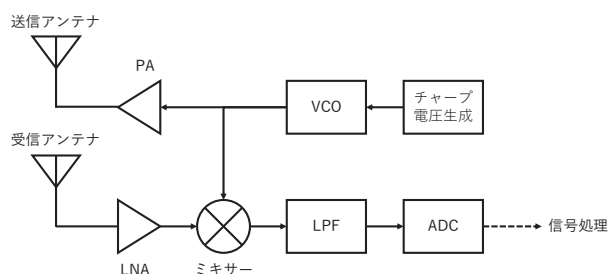 送信アンテナ
PA
VCO
チャープ
電圧生成
受信アンテナ
LNA
ミキサー
LPF
ADC
信号処理